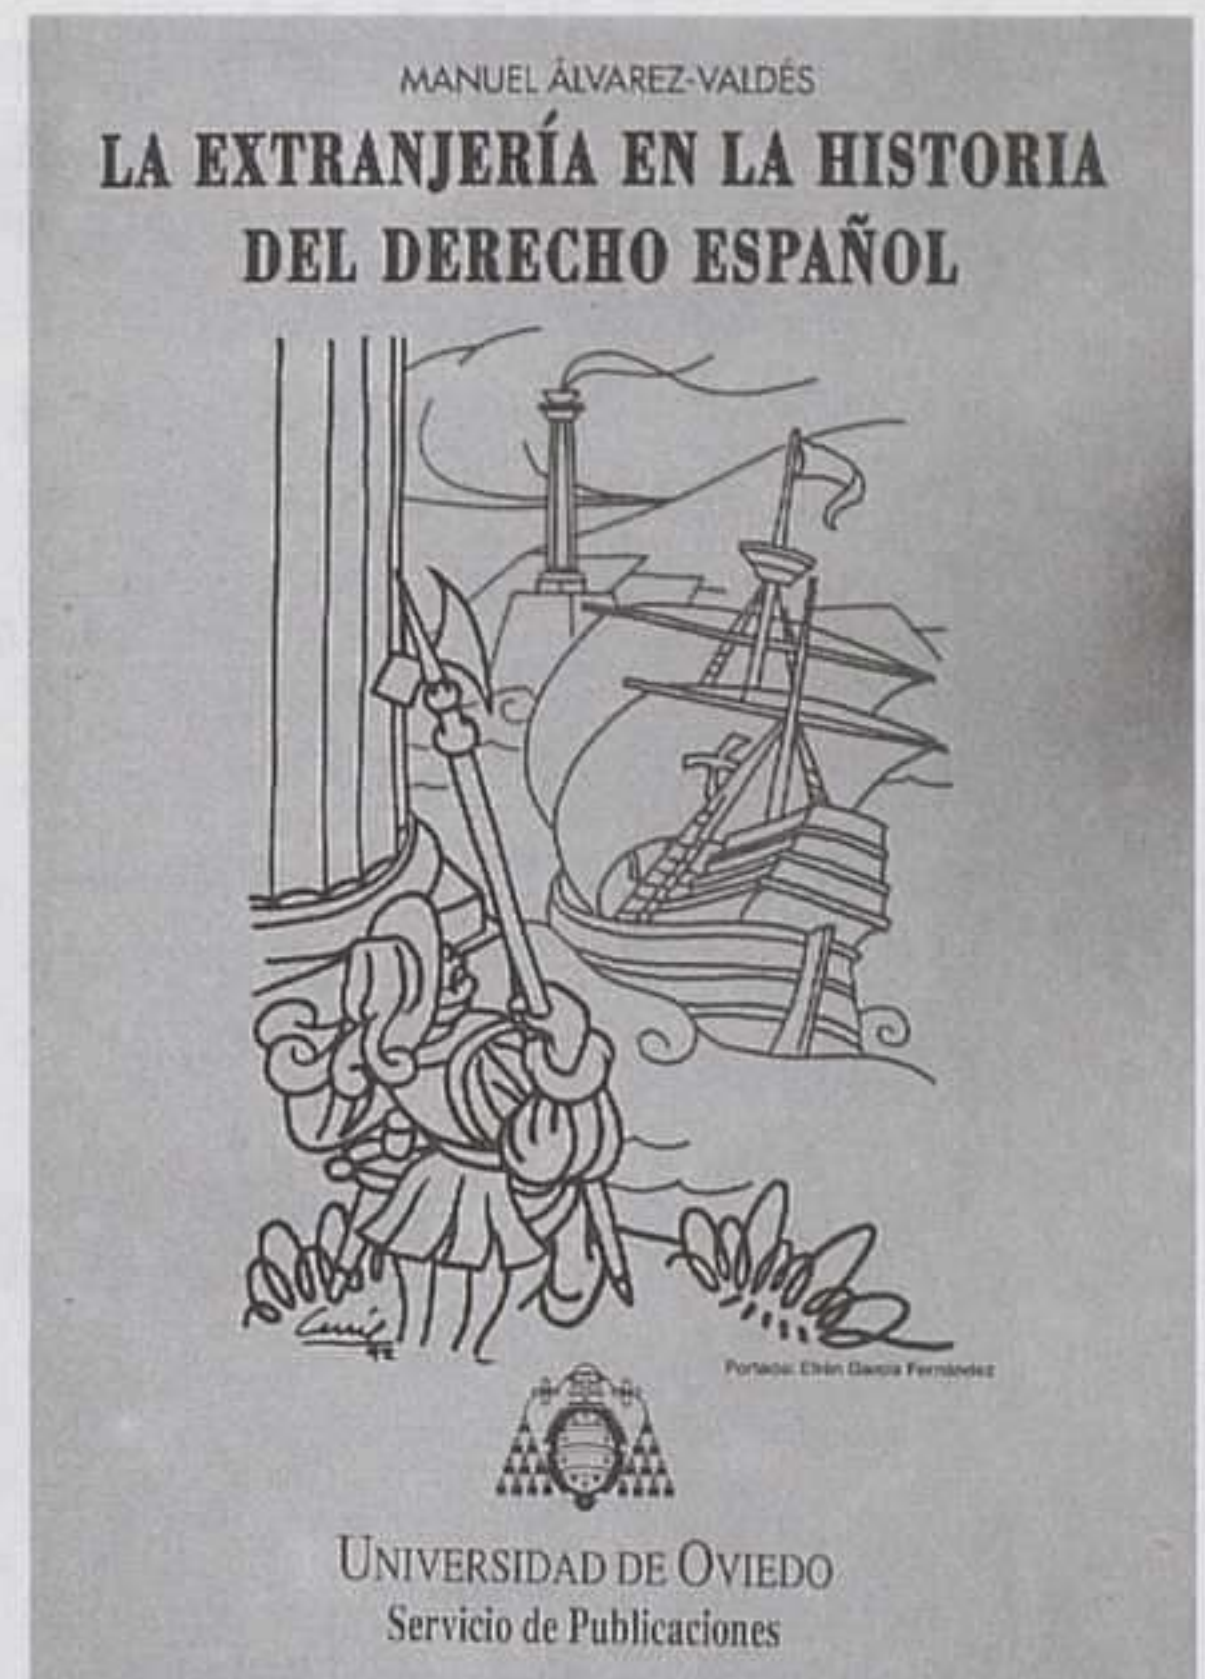 MANUEL ÁLVAREZ-VALDÉS
LA EXTRANJERÍA EN LA HISTORIA
DEL DERECHO ESPAÑOL
92
Portada: Efrén García Fernández
UNIVERSIDAD DE OVIEDO
Servicio de Publicaciones